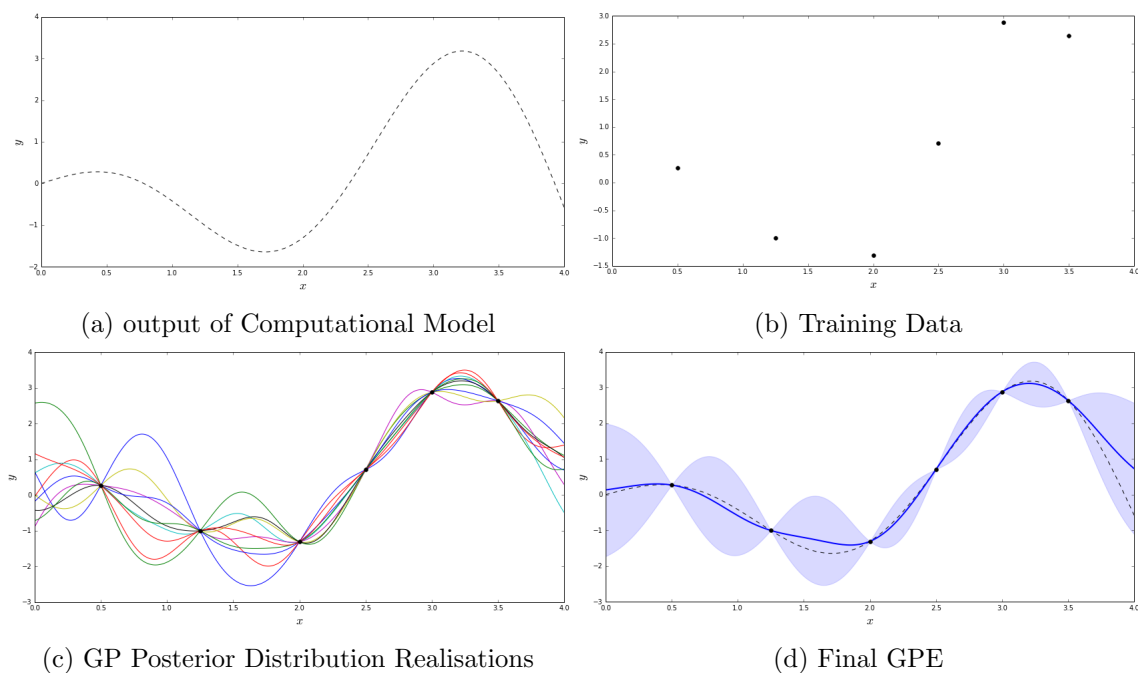 4
3
2
1
0
−1
−2
0.0 0.5 1.0 1.5 2.0 2.5 3.0 3.5 4.0
y
x
(a) output of Computational Model
3.0
2.5
2.0
1.5
1.0
0.5
0.0
−0.5
−1.0
−1.5
0.0 0.5 1.0 1.5 2.0 2.5 3.0 3.5 4.0
y
x
(b) Training Data
4
3
2
1
0
−1
−2
−3
0.0 0.5 1.0 1.5 2.0 2.5 3.0 3.5 4.0
y
x
(c) GP Posterior Distribution Realisations
4
3
2
1
0
−1
−2
−3
0.0 0.5 1.0 1.5 2.0 2.5 3.0 3.5 4.0
y
x
(d) Final GPE